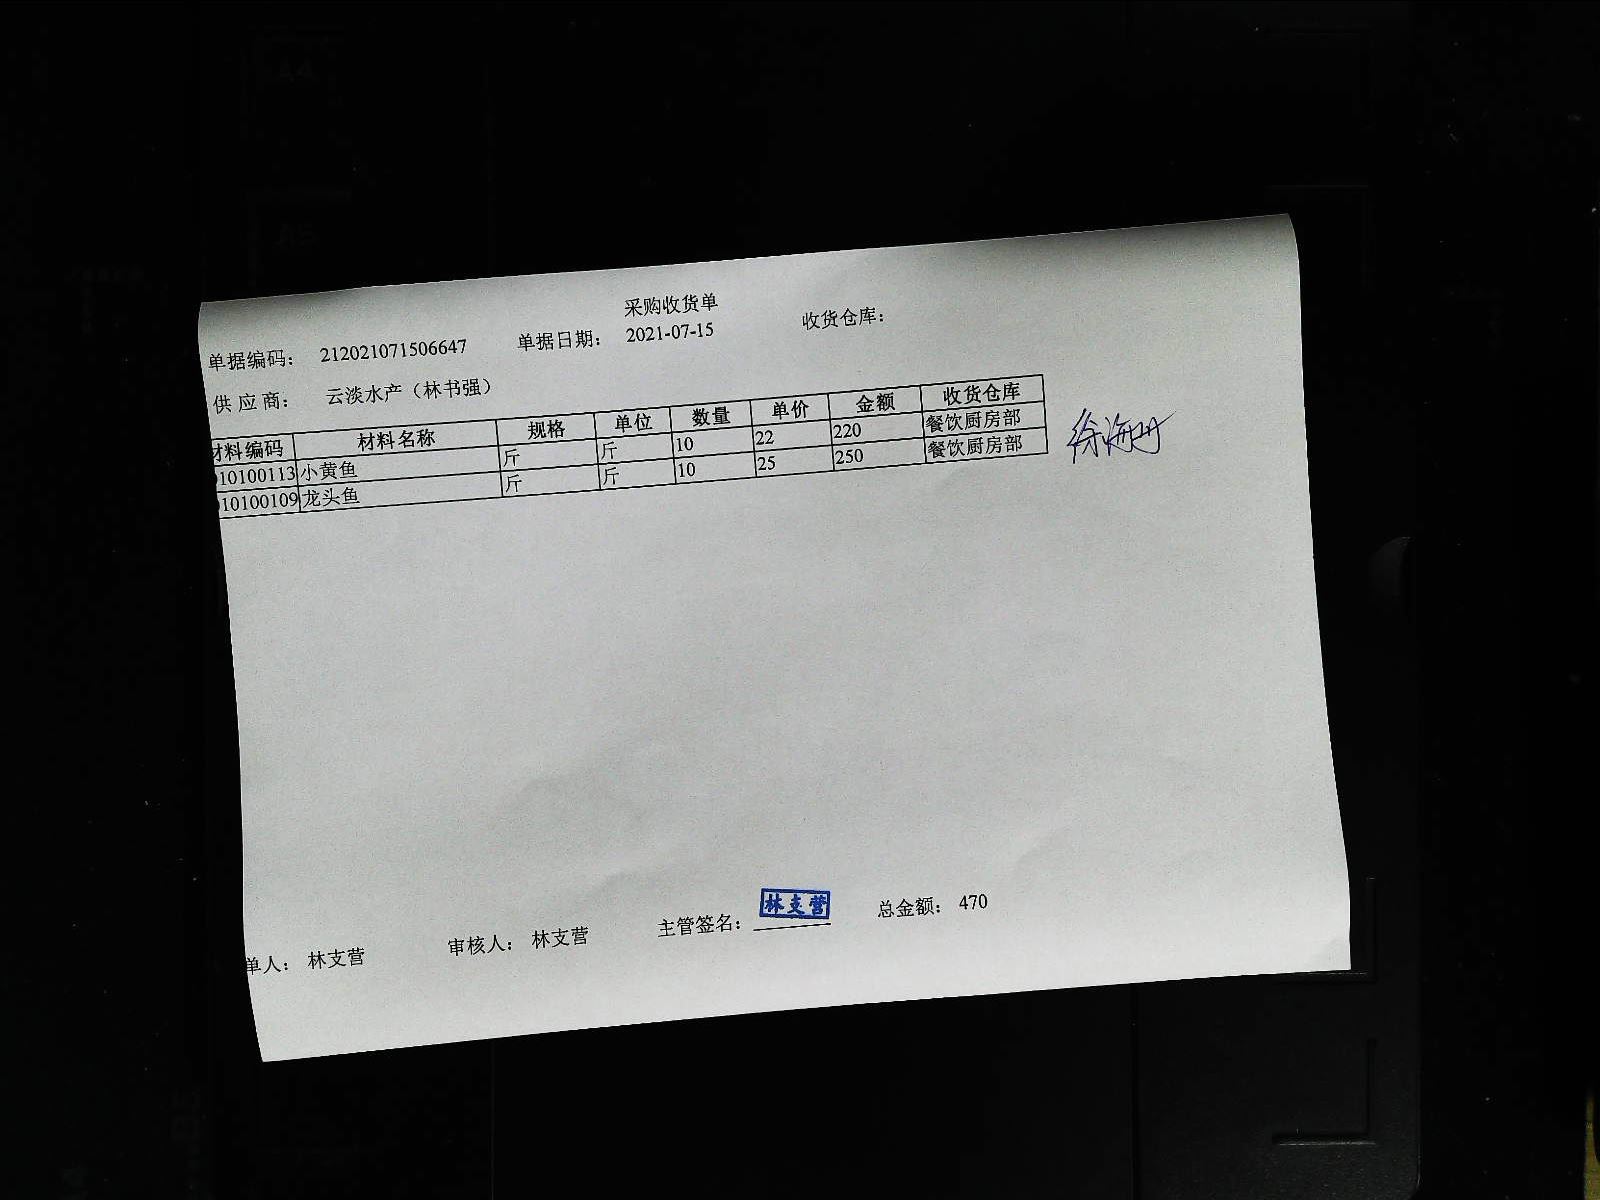 采购收货单
单据编码： 212021071506647 单据日期： 2021-07-15 收货仓库：
供应商： 云淡水产（林书强）
材料编码 材料名称 规格 单位 数量 单价 金额 收货仓库
10100113 小黄鱼 斤 斤 10 22 220 餐饮厨房部
10100109 龙头鱼 斤 斤 10 25 250 餐饮厨房部
单人： 林支营 审核人： 林支营 主管签名： 林支营 总金额： 470